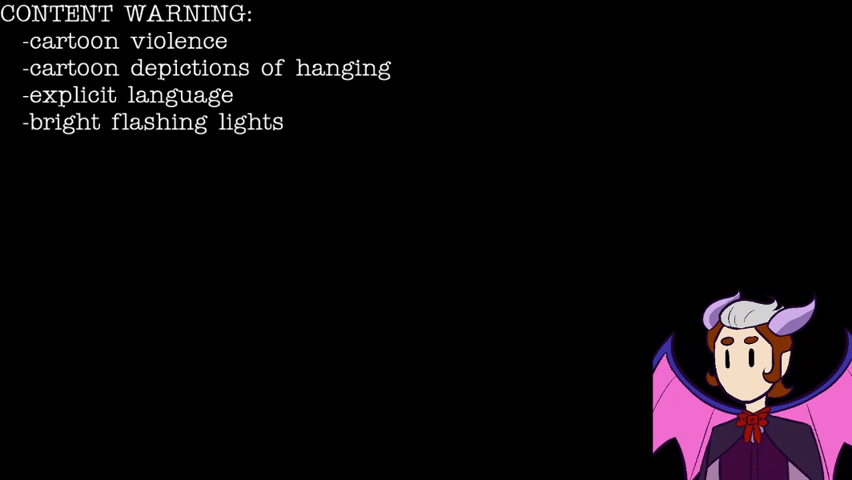 CONTENT WARNING:
-cartoon violence
-cartoon depictions of hanging
-explicit language
-bright flashing lights